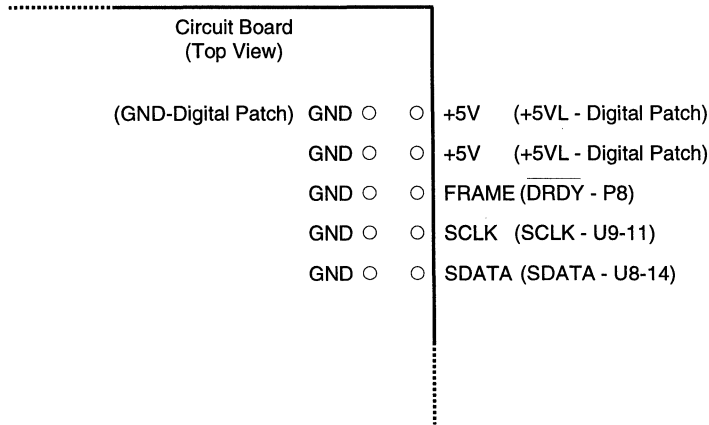 Circuit Board
(Top View)
(GND-Digital Patch) GND +5V (+5VL - Digital Patch)
GND +5V (+5VL - Digital Patch)
GND FRAME (D̅R̅D̅Y̅ - P8)
GND SCLK (SCLK - U9-11)
GND SDATA (SDATA - U8-14)